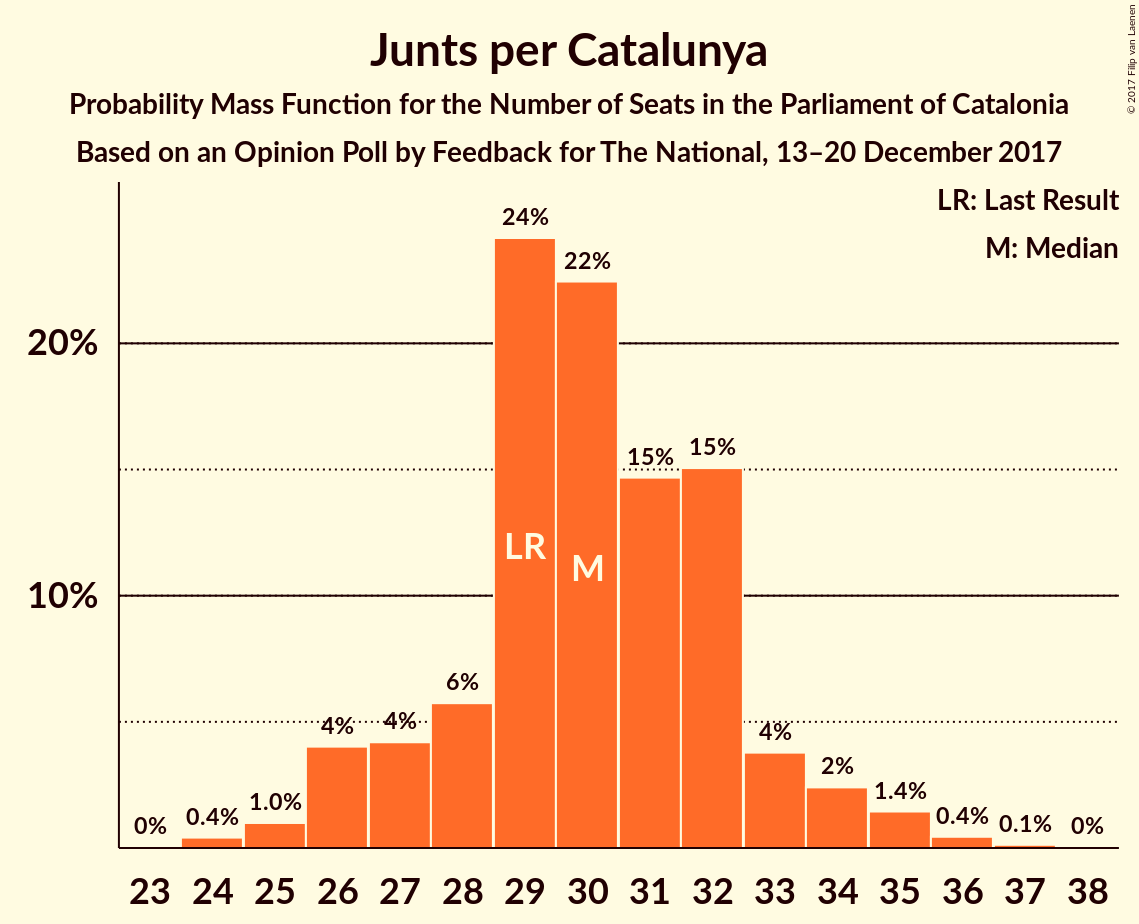 Junts per Catalunya
Probability Mass Function for the Number of Seats in the Parliament of Catalonia
Based on an Opinion Poll by Feedback for The National, 13–20 December 2017
© 2017 Filip van Laenen
LR: Last Result
M: Median
20%
10%
0%
0.4%
1.0%
4%
4%
6%
24%
22%
15%
15%
4%
2%
1.4%
0.4%
0.1%
0%
LR
M
23 24 25 26 27 28 29 30 31 32 33 34 35 36 37 38